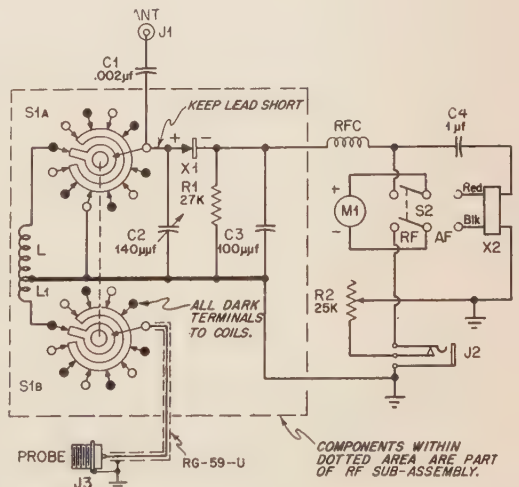 ANT
J1
C1
.002μf
S1A
KEEP LEAD SHORT
+
-
X1
R1
27K
C2
140μμf
C3
100μμf
RFC
C4
1μf
+
M1
-
S2
RF
AF
Red
Blk
X2
R2
25K
J2
L
L1
ALL DARK
TERMINALS
TO COILS.
S1B
PROBE
J3
RG-59--U
COMPONENTS WITHIN
DOTTED AREA ARE PART
OF RF SUB-ASSEMBLY.